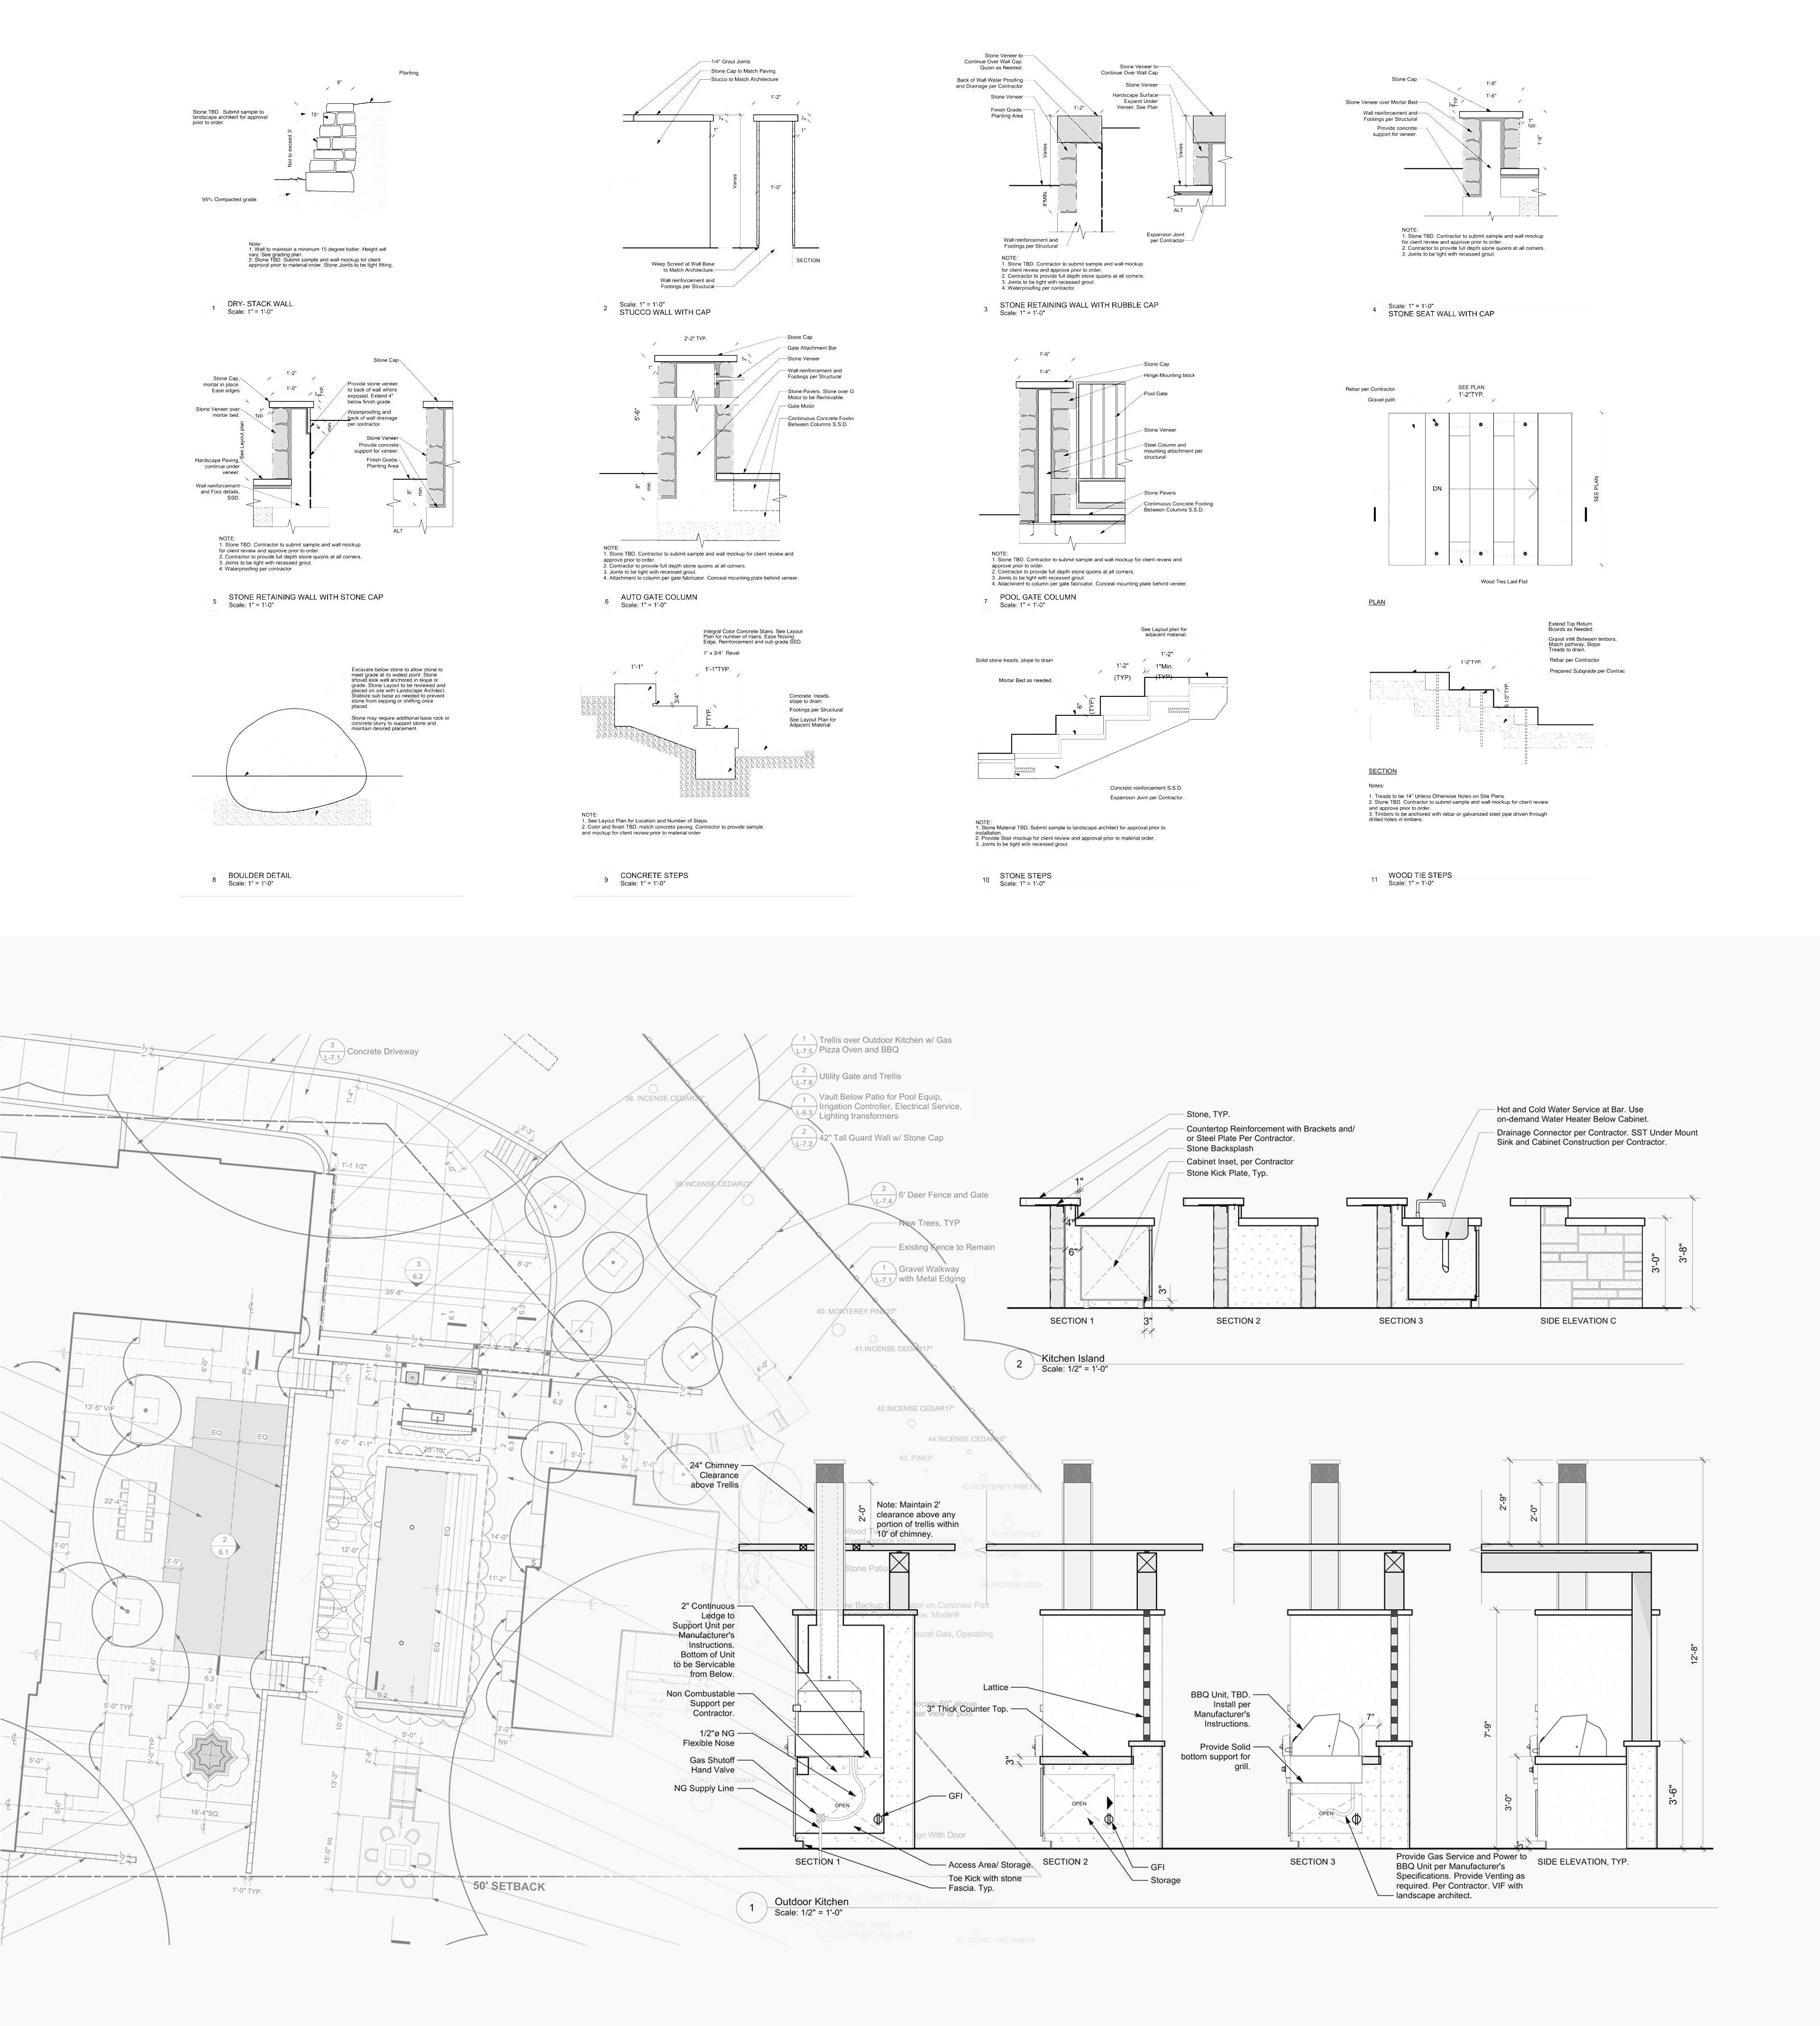 8"
Planting
Stone TBD. Submit sample to
landscape architect for approval
prior to order.
15°
Not to exceed 3'
95% Compacted grade.
Note:
1. Wall to maintain a minimum 15 degree batter. Height will
vary. See grading plan.
2. Stone TBD. Submit sample and wall mockup for client
approval prior to material order. Stone Joints to be tight fitting.
1 DRY- STACK WALL
Scale: 1" = 1'-0"
1/4" Grout Joints
Stone Cap to Match Paving
Stucco to Match Architecture
1'-2"
2"
1"
Varies
2"
1"
1'-0"
Weep Screed at Wall Base
to Match Architecture.
Wall reinforcement and
Footings per Structural
SECTION
2 Scale: 1" = 1'-0"
STUCCO WALL WITH CAP
Stone Veneer to
Continue Over Wall Cap
Quoin as Needed.
Back of Wall Water Proofing
and Drainage per Contractor
Stone Veneer
Finish Grade,
Planting Area
1'-2"
Varies
8"MIN.
Wall reinforcement and
Footings per Structural
Stone Veneer to
Continue Over Wall Cap
Stone Veneer
Hardscape Surface
Expand Under
Veneer, See Plan
Varies
ALT
Expansion Joint
per Contractor
NOTE:
1. Stone TBD. Contractor to submit sample and wall mockup
for client review and approve prior to order.
2. Contractor to provide full depth stone quoins at all corners.
3. Joints to be tight with recessed grout.
4. Waterproofing per contractor.
3 STONE RETAINING WALL WITH RUBBLE CAP
Scale: 1" = 1'-0"
Stone Cap
1'-8"
1'-6"
2"
TYP
Stone Veneer over Mortar Bed
Wall reinforcement and
Footings per Structural
Provide concrete
support for veneer.
1"
typ.
1'-6"
NOTE:
1. Stone TBD. Contractor to submit sample and wall mockup
for client review and approve prior to order.
2. Contractor to provide full depth stone quoins at all corners.
3. Joints to be tight with recessed grout.
4 Scale: 1" = 1'-0"
STONE SEAT WALL WITH CAP
Stone Cap
Stone Cap,
mortar in place.
Ease edges
1'-2"
1'-0"
2"
TYP.
Provide stone veneer
to back of wall where
exposed. Extend 4"
below finish grade.
Stone Veneer over
mortar bed.
1"
typ.
See Layout plan
4"
min.
Waterproofing and
back of wall drainage
per contractor.
Stone Veneer
Provide concrete
support for veneer.
Finish Grade,
Planting Area
Hardscape Paving,
continue under
veneer.
Wall reinforcement
and Foot details,
SSD.
8"
min.
ALT
NOTE:
1. Stone TBD. Contractor to submit sample and wall mockup
for client review and approve prior to order.
2. Contractor to provide full depth stone quoins at all corners.
3. Joints to be tight with recessed grout.
4. Waterproofing per contractor
5 STONE RETAINING WALL WITH STONE CAP
Scale: 1" = 1'-0"
2'-2" TYP.
1"
2"
5'-6"
8"
min.
Stone Cap
Gate Attachment Bar
Stone Veneer
Wall reinforcement and
Footings per Structural
Stone Pavers. Stone over G
Motor to be Removable.
Gate Motor
Continuous Concrete Footin
Between Columns S.S.D.
NOTE:
1. Stone TBD. Contractor to submit sample and wall mockup for client review and
approve prior to order.
2. Contractor to provide full depth stone quoins at all corners.
3. Joints to be tight with recessed grout.
4. Attachment to column per gate fabricator. Conceal mounting plate behind veneer.
6 AUTO GATE COLUMN
Scale: 1" = 1'-0"
1'-6"
1'-4"
Stone Cap
Hinge Mounting block
Pool Gate
Stone Veneer
Steel Column and
mounting attachment per
structural
Stone Pavers
Continuous Concrete Footing
Between Columns S.S.D.
NOTE:
1. Stone TBD. Contractor to submit sample and wall mockup for client review and
approve prior to order.
2. Contractor to provide full depth stone quoins at all corners.
3. Joints to be tight with recessed grout.
4. Attachment to column per gate fabricator. Conceal mounting plate behind veneer.
7 POOL GATE COLUMN
Scale: 1" = 1'-0"
Rebar per Contractor
Gravel path
SEE PLAN
1'-2"TYP.
DN
SEE PLAN
Wood Ties Laid Flat
PLAN
Excavate below stone to allow stone to
meet grade at its widest point. Stone
should look well anchored in slope or
grade. Stone Layout to be reviewed and
placed on site with Landscape Architect.
Stabilize sub base as needed to prevent
stone from slipping or shifting once
placed
Stone may require additional base rock or
concrete slurry to support stone and
maintain desired placement.
8 BOULDER DETAIL
Scale: 1" = 1'-0"
Integral Color Concrete Stairs. See Layout
Plan for number of risers. Ease Nosing
Edge. Reinforcement and sub grade SSD.
1" x 3/4" Revel
1'-1"
1'-1"TYP.
3/4"
7"TYP.
Concrete treads.
slope to drain.
Footings per Structural
See Layout Plan for
Adjacent Material
NOTE:
1. See Layout Plan for Location and Number of Steps.
2. Color and finish TBD. match concrete paving. Contractor to provide sample
and mockup for client review prior to material order
9 CONCRETE STEPS
Scale: 1" = 1'-0"
See Layout plan for
adjacent material.
Solid stone treads. slope to drain
Mortar Bed as needed.
1'-2"
(TYP)
1'-2"
1"Min.
(TYP)
6"
(TYP)
Concrete reinforcement S.S.D.
Expansion Joint per Contractor.
NOTE:
1. Stone Material TBD. Submit sample to landscape architect for approval prior to
installation.
2. Provide Stair mockup for client review and approval prior to material order.
3. Joints to be tight with recessed grout.
10 STONE STEPS
Scale: 1" = 1'-0"
Extend Top Return
Boards as Needed.
Gravel infill Between timbers.
Match pathway. Slope
Treads to drain.
Rebar per Contractor
Prepared Subgrade per Contrac
1'-2"TYP.
5 1/2"TYP.
SECTION
Notes:
1. Treads to be 14" Unless Otherwise Notes on Site Plans.
2. Stone TBD. Contractor to submit sample and wall mockup for client review
and approve prior to order.
3. Timbers to be anchored with rebar or galvanized steel pipe driven through
drilled holes in timbers.
11 WOOD TIE STEPS
Scale: 1" = 1'-0"
3
L-7.1
Concrete Driveway
1
L-7.5
Trellis over Outdoor Kitchen w/ Gas
Pizza Oven and BBQ
2
L-7.8
Utility Gate and Trellis
1
L-6.3
Vault Below Patio for Pool Equip,
Irrigation Controller, Electrical Service,
Lighting transformers
2
L-7.2
42" Tall Guard Wall w/ Stone Cap
2
L-7.4
6' Deer Fence and Gate
New Trees, TYP
Existing Fence to Remain
1
L-7.1
Gravel Walkway
with Metal Edging
39.INCENSE CEDAR22"
40. MONTEREY PINE27"
41.INCENSE CEDAR17"
42.INCENSE CEDAR17"
43. PINE8"
1'-4"
3'-3"
5'-0"
1'-1 1/2"
8'-2"
3
6.2
35'-8"
13'-5" VIF
6'-0"
EQ
EQ
22'-4"
3'-0"
3'-5"
2
6.1
5'-0"
4'-1"
23'-10"
12'-0"
14'-0"
11'-2"
EQ
EQ
5'-0" TYP
5'-0"
18'-4"SQ.
10'-0"
13'-2"
2'-8"
15'-0" sq
1'-0" TYP.
50' SETBACK
Stone, TYP.
Countertop Reinforcement with Brackets and/
or Steel Plate Per Contractor.
Stone Backsplash
Cabinet Inset, per Contractor
Stone Kick Plate, Typ.
Hot and Cold Water Service at Bar. Use
on-demand Water Heater Below Cabinet.
Drainage Connector per Contractor. SST Under Mount
Sink and Cabinet Construction per Contractor.
1"
4"
6"
3"
3"
3'-0"
3'-8"
SECTION 1
SECTION 2
SECTION 3
SIDE ELEVATION C
2 Kitchen Island
Scale: 1/2" = 1'-0"
24" Chimney
Clearance
above Trellis
2'-0"
Note: Maintain 2'
clearance above any
portion of trellis within
10' of chimney.
2" Continuous
Ledge to
Support Unit per
Manufacturer's
Instructions.
Bottom of Unit
to be Servicable
from Below.
Non Combustable
Support per
Contractor.
1/2"ø NG
Flexible Nose
Gas Shutoff
Hand Valve
NG Supply Line
OPEN
GFI
Access Area/ Storage.
Toe Kick with stone
Fascia. Typ.
SECTION 1
Lattice
3" Thick Counter Top.
3"
OPEN
GFI
Storage
SECTION 2
BBQ Unit, TBD.
Install per
Manufacturer's
Instructions.
Provide Solid
bottom support for
grill.
7"
OPEN
SECTION 3
Provide Gas Service and Power to
BBQ Unit per Manufacturer's
Specifications. Provide Venting as
required. Per Contractor. VIF with
landscape architect.
2'-9"
2'-0"
7'-9"
3'-0"
3"
3'-6"
12'-8"
SIDE ELEVATION, TYP.
1 Outdoor Kitchen
Scale: 1/2" = 1'-0"